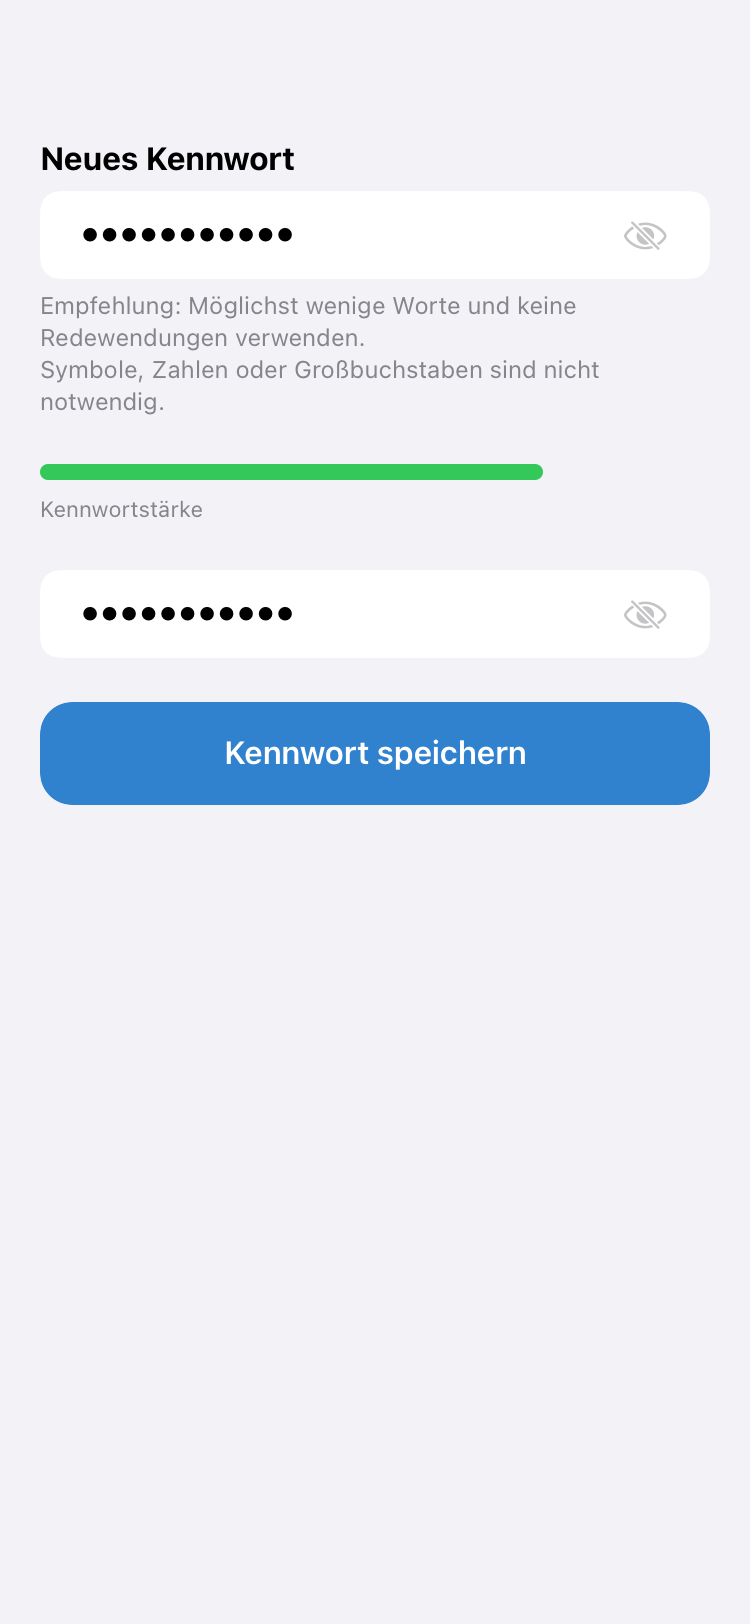 Neues Kennwort
•••••••••••
Empfehlung: Möglichst wenige Worte und keine
Redewendungen verwenden.
Symbole, Zahlen oder Großbuchstaben sind nicht
notwendig.
Kennwortstärke
•••••••••••
Kennwort speichern